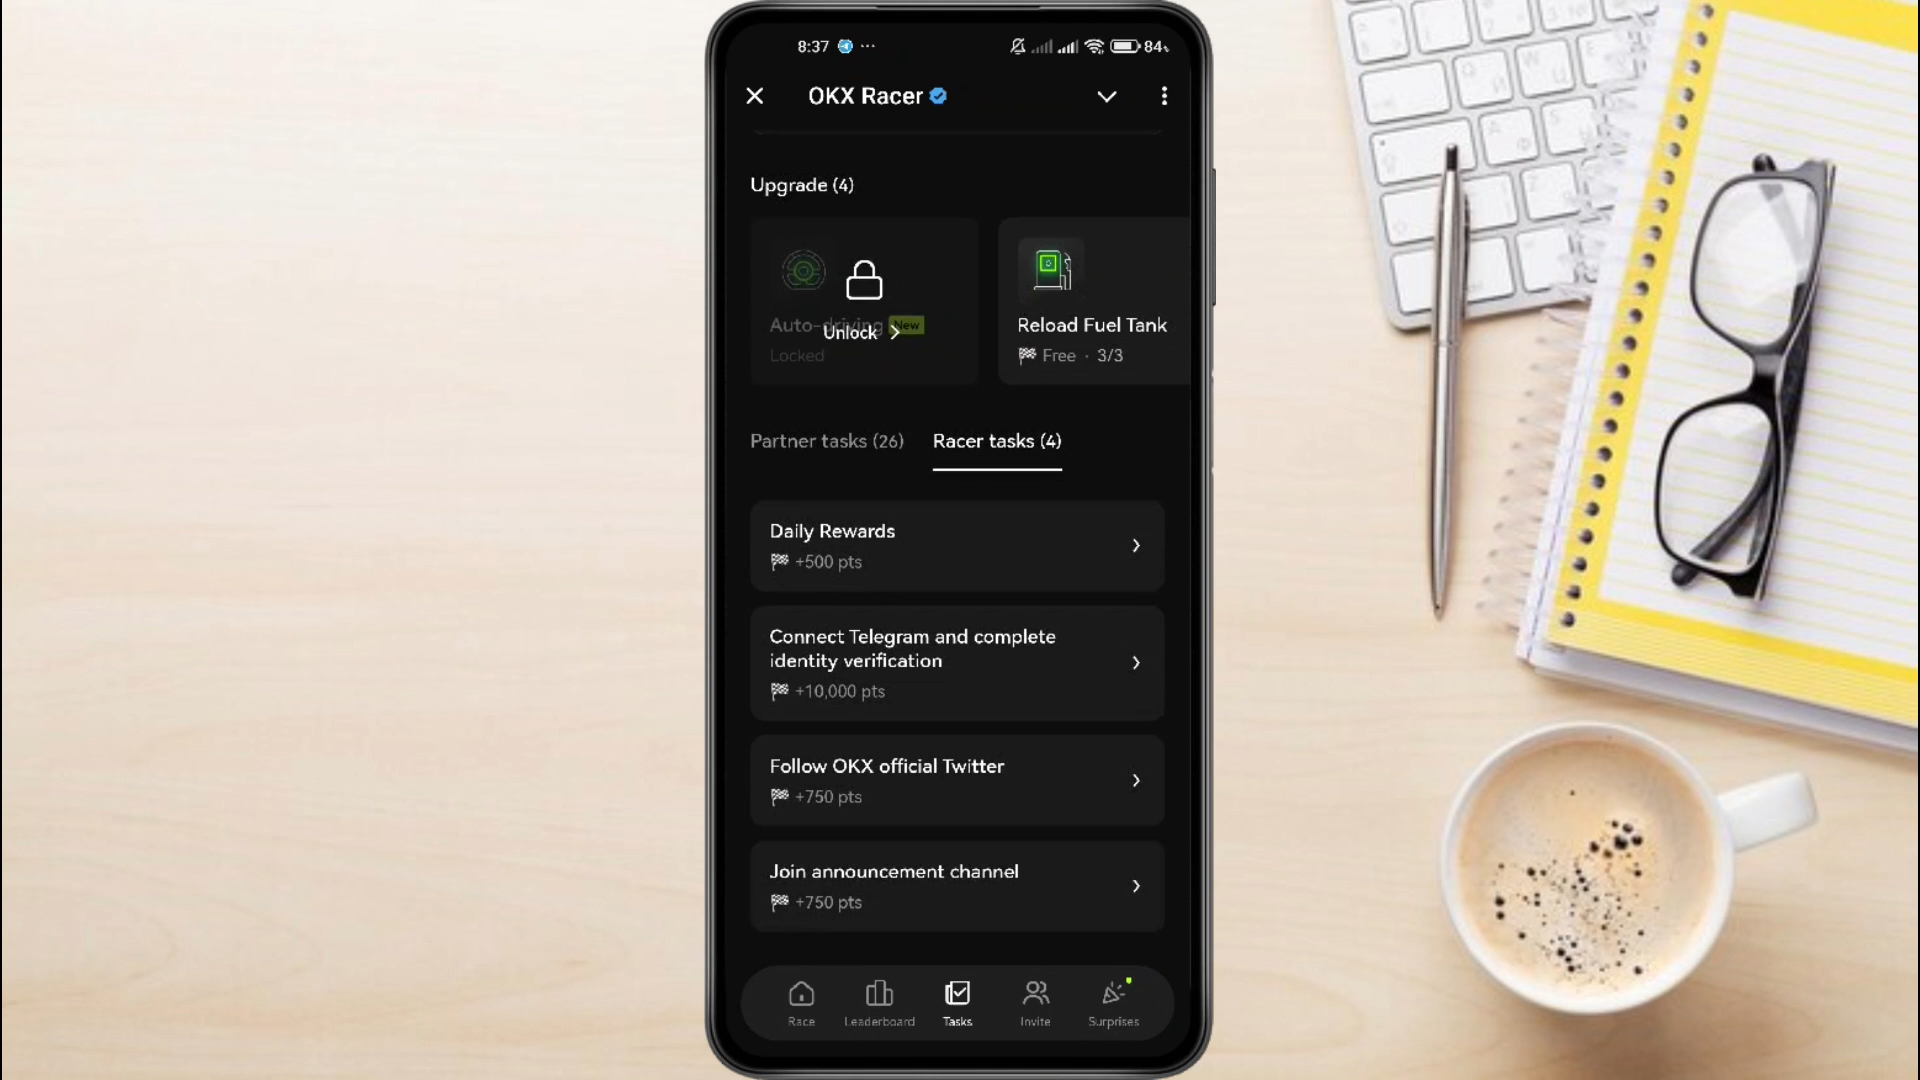 8:37
84
OKX Racer
Upgrade (4)
Auto-driving New
Unlock
Locked
Reload Fuel Tank
Free · 3/3
Partner tasks (26)
Racer tasks (4)
Daily Rewards
+500 pts
Connect Telegram and complete
identity verification
+10,000 pts
Follow OKX official Twitter
+750 pts
Join announcement channel
+750 pts
Race
Leaderboard
Tasks
Invite
Surprises